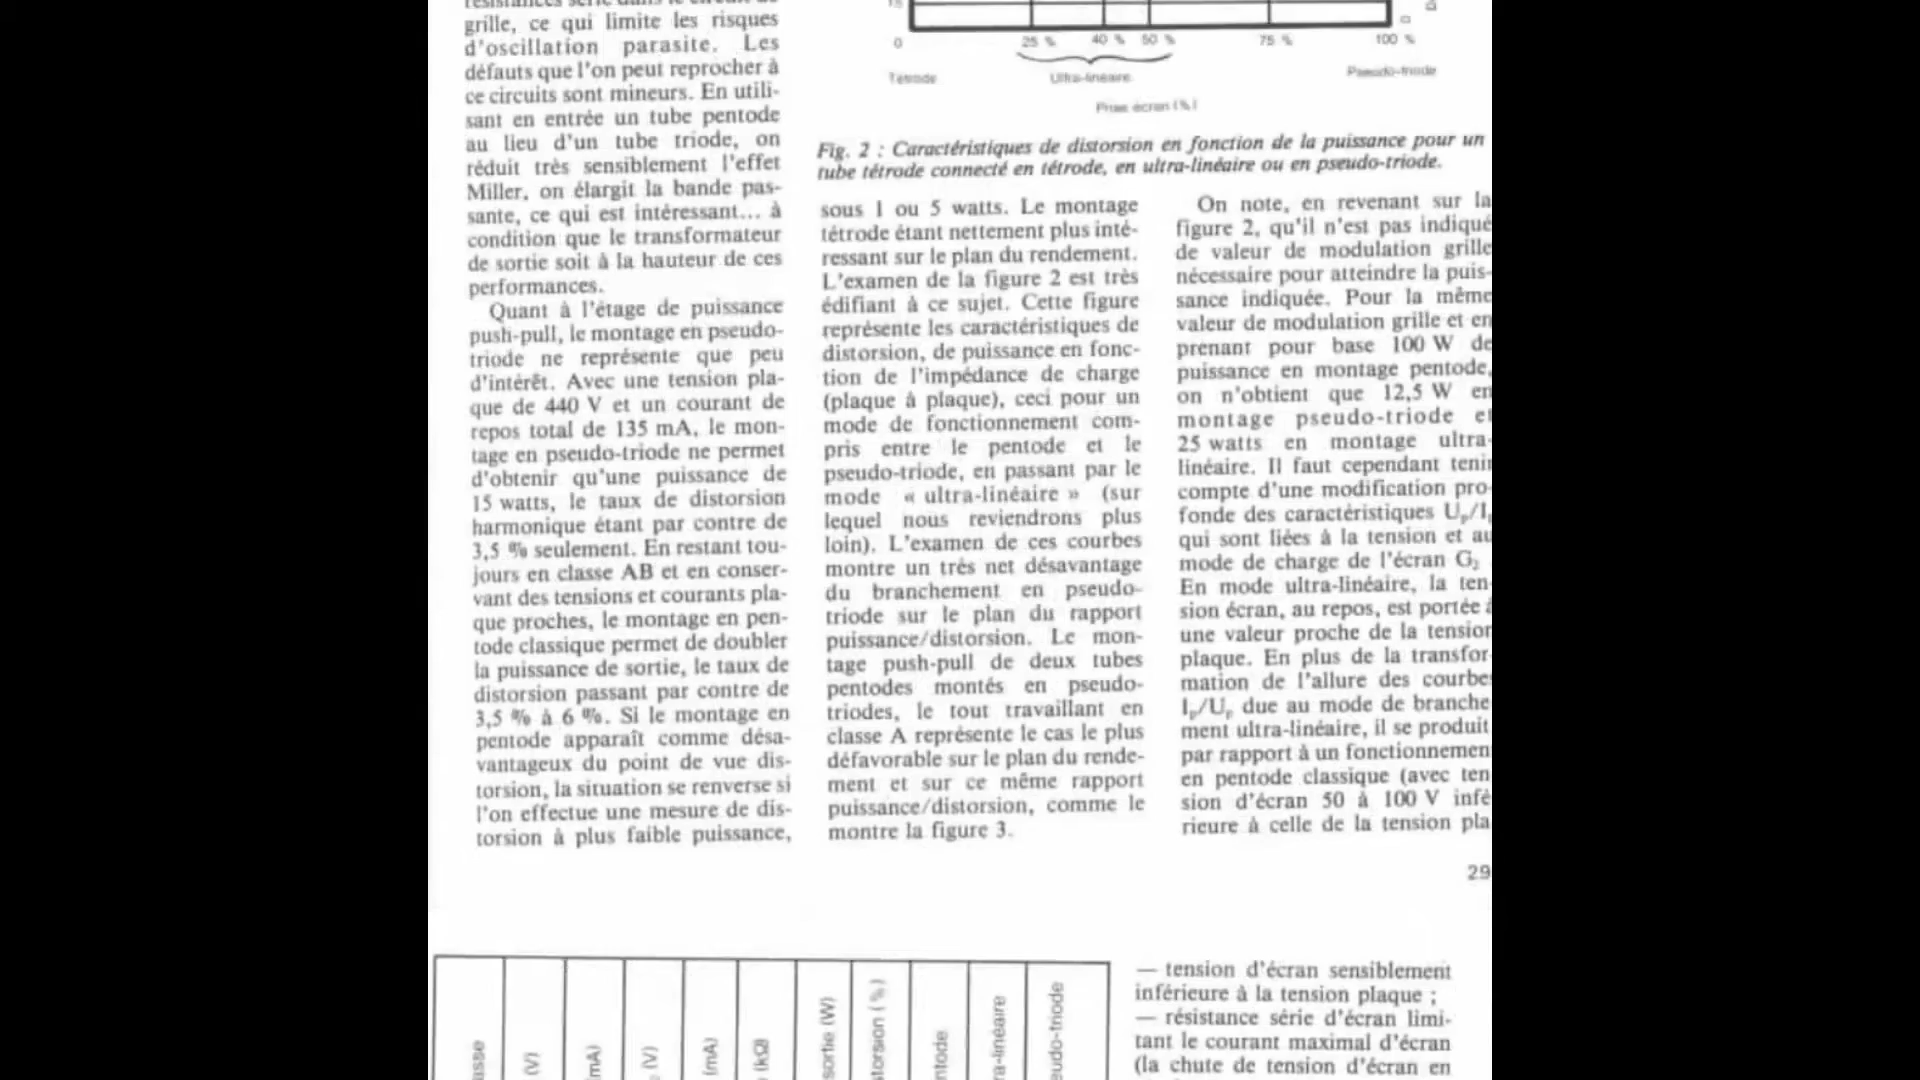 grille, ce qui limite les risques
d'oscillation parasite. Les
défauts que l'on peut reprocher à
ce circuits sont mineurs. En utili-
sant en entrée un tube pentode
au lieu d'un tube triode, on
réduit très sensiblement l'effet
Miller, on élargit la bande pas-
sante, ce qui est intéressant... à
condition que le transformateur
de sortie soit à la hauteur de ces
performances.
Quant à l'étage de puissance
push-pull, le montage en pseudo-
triode ne représente que peu
d'intérêt. Avec une tension pla-
que de 440 V et un courant de
repos total de 135 mA, le mon-
tage en pseudo-triode ne permet
d'obtenir qu'une puissance de
15 watts, le taux de distorsion
harmonique étant par contre de
3,5 % seulement. En restant tou-
jours en classe AB et en conser-
vant des tensions et courants pla-
que proches, le montage en pen-
tode classique permet de doubler
la puissance de sortie, le taux de
distorsion passant par contre de
3,5 % à 6 %. Si le montage en
pentode apparaît comme désa-
vantageux du point de vue dis-
torsion, la situation se renverse si
l'on effectue une mesure de dis-
torsion à plus faible puissance,
15
0 25 % 40 % 50 % 75 % 100 %
Tétrode Ultra-linéaire Pseudo-triode
Prise écran (%)
Fig. 2 : Caractéristiques de distorsion en fonction de la puissance pour un
tube tétrode connecté en tétrode, en ultra-linéaire ou en pseudo-triode.
sous 1 ou 5 watts. Le montage
tétrode étant nettement plus inté-
ressant sur le plan du rendement.
L'examen de la figure 2 est très
édifiant à ce sujet. Cette figure
représente les caractéristiques de
distorsion, de puissance en fonc-
tion de l'impédance de charge
(plaque à plaque), ceci pour un
mode de fonctionnement com-
pris entre le pentode et le
pseudo-triode, en passant par le
mode « ultra-linéaire » (sur
lequel nous reviendrons plus
loin). L'examen de ces courbes
montre un très net désavantage
du branchement en pseudo-
triode sur le plan du rapport
puissance/distorsion. Le mon-
tage push-pull de deux tubes
pentodes montés en pseudo-
triodes, le tout travaillant en
classe A représente le cas le plus
défavorable sur le plan du rende-
ment et sur ce même rapport
puissance/distorsion, comme le
montre la figure 3.
On note, en revenant sur la
figure 2, qu'il n'est pas indiqué
de valeur de modulation grille
nécessaire pour atteindre la puis-
sance indiquée. Pour la même
valeur de modulation grille et en
prenant pour base 100 W de
puissance en montage pentode,
on n'obtient que 12,5 W en
montage pseudo-triode et
25 watts en montage ultra-
linéaire. Il faut cependant tenir
compte d'une modification pro-
fonde des caractéristiques Up/I
qui sont liées à la tension et au
mode de charge de l'écran G2
En mode ultra-linéaire, la ten-
sion écran, au repos, est portée à
une valeur proche de la tension
plaque. En plus de la transfor-
mation de l'allure des courbes
Ip/Up due au mode de branche
ment ultra-linéaire, il se produit
par rapport à un fonctionnemen
en pentode classique (avec ten
sion d'écran 50 à 100 V infé
rieure à celle de la tension pla
29
asse
(V)
(mA)
(V)
(mA)
(kΩ)
sortie (W)
torsion (%)
ntode
ra-linéaire
eudo-triode
— tension d'écran sensiblement
inférieure à la tension plaque ;
— résistance série d'écran limi-
tant le courant maximal d'écran
(la chute de tension d'écran en